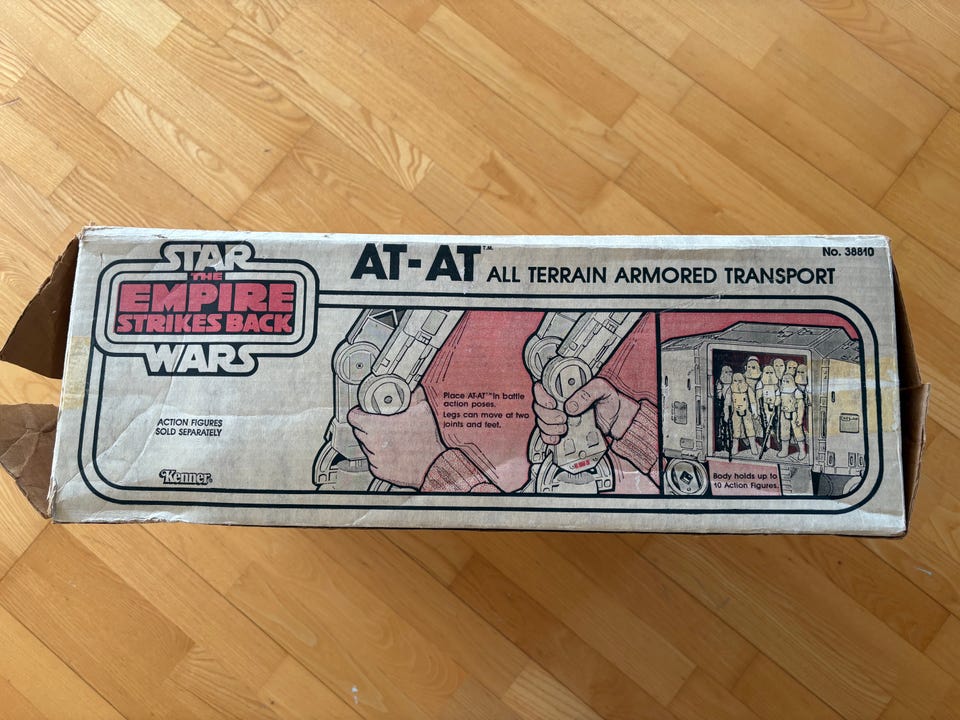 STAR
THE
EMPIRE
STRIKES BACK
WARS
AT-AT™
ALL TERRAIN ARMORED TRANSPORT
No. 38810
ACTION FIGURES
SOLD SEPARATELY
Kenner.
Place AT-AT™ in battle
action poses.
Legs can move at two
joints and feet.
Body holds up to
10 Action Figures.